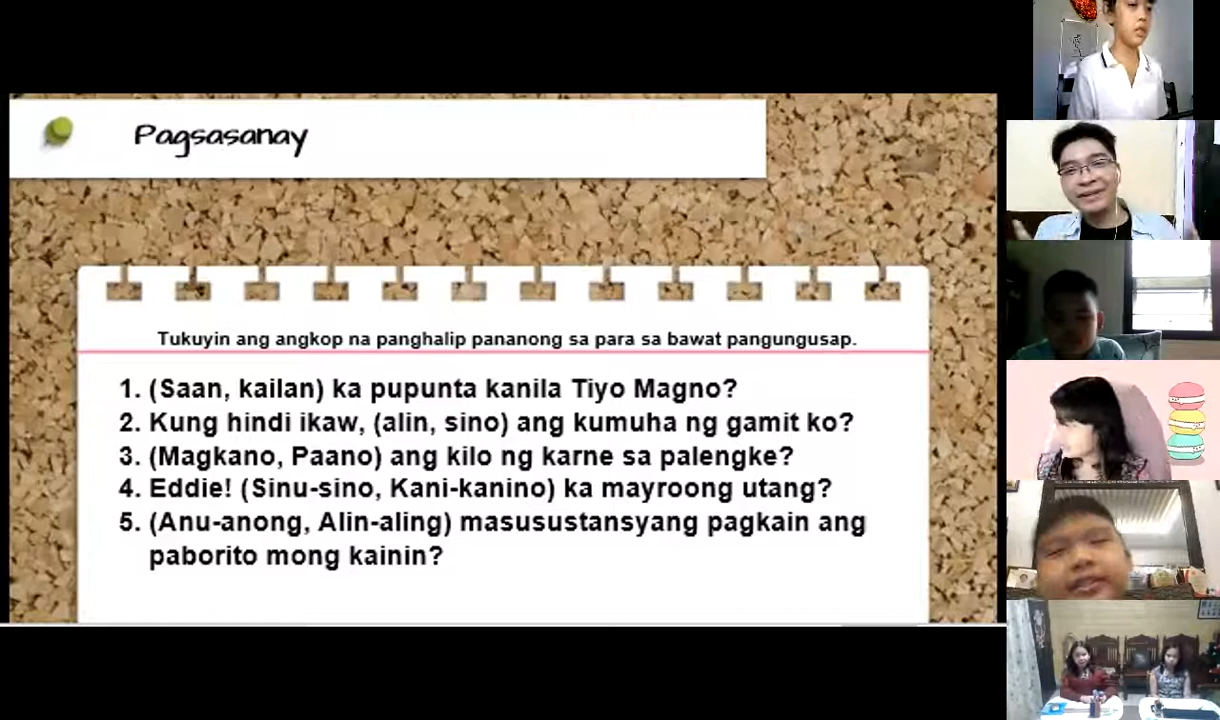 Pagsasanay
Tukuyin ang angkop na panghalip pananong sa para sa bawat pangungusap.
1. (Saan, kailan) ka pupunta kanila Tiyo Magno?
2. Kung hindi ikaw, (alin, sino) ang kumuha ng gamit ko?
3. (Magkano, Paano) ang kilo ng karne sa palengke?
4. Eddie! (Sinu-sino, Kani-kanino) ka mayroong utang?
5. (Anu-anong, Alin-aling) masusustansyang pagkain ang
paborito mong kainin?